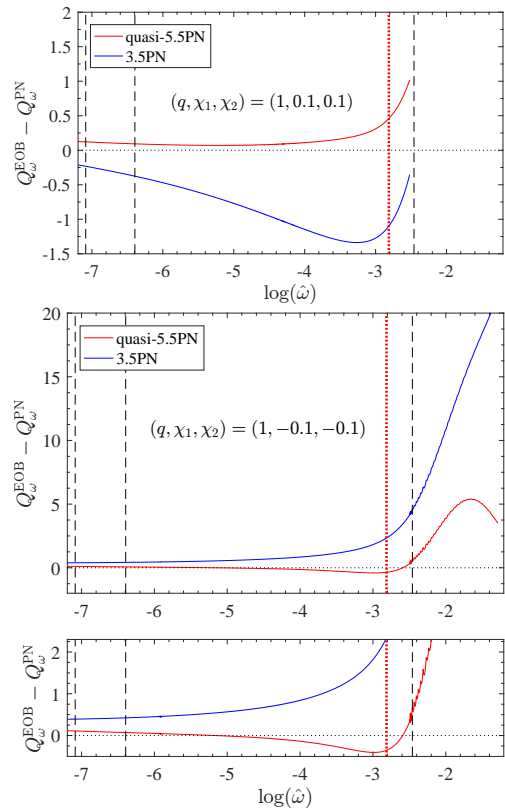 2
1.5
1
0.5
0
-0.5
-1
-1.5
quasi-5.5PN
3.5PN
(q, χ₁, χ₂) = (1, 0.1, 0.1)
Q_ω^EOB − Q_ω^PN
-7 -6 -5 -4 -3 -2
log(ω̂)
20
15
10
5
0
quasi-5.5PN
3.5PN
(q, χ₁, χ₂) = (1, −0.1, −0.1)
Q_ω^EOB − Q_ω^PN
-7 -6 -5 -4 -3 -2
2
1
0
Q_ω^EOB − Q_ω^PN
-7 -6 -5 -4 -3 -2
log(ω̂)